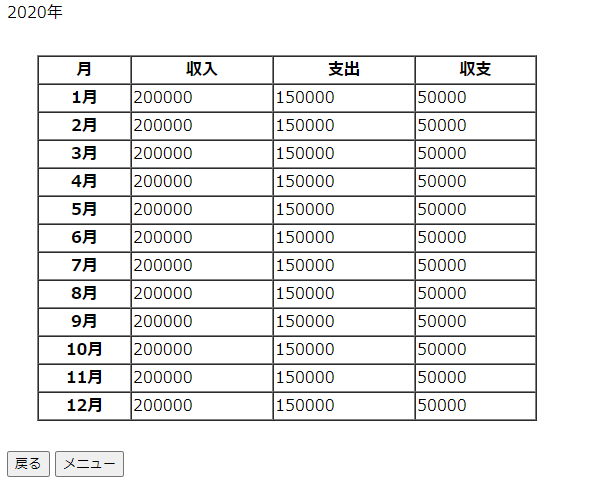 2020年
月 収入 支出 収支
1月 200000 150000 50000
2月 200000 150000 50000
3月 200000 150000 50000
4月 200000 150000 50000
5月 200000 150000 50000
6月 200000 150000 50000
7月 200000 150000 50000
8月 200000 150000 50000
9月 200000 150000 50000
10月 200000 150000 50000
11月 200000 150000 50000
12月 200000 150000 50000
戻る メニュー